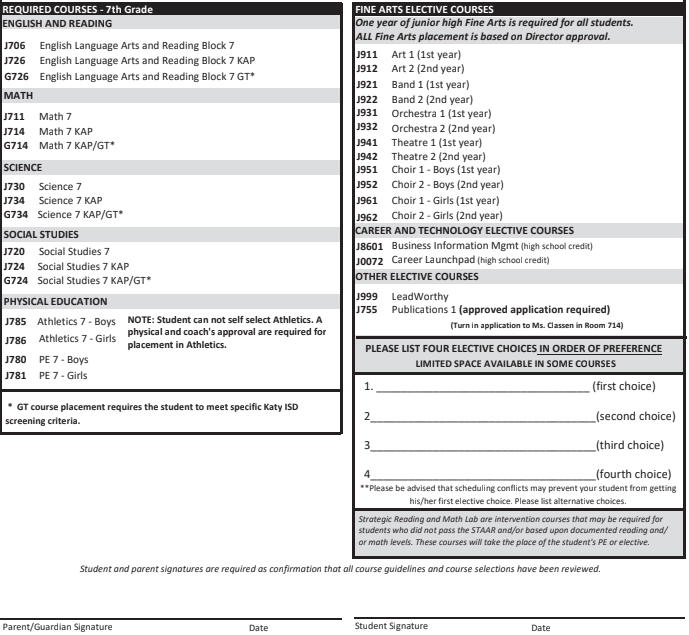 REQUIRED COURSES - 7th Grade
ENGLISH AND READING
J706 English Language Arts and Reading Block 7
J726 English Language Arts and Reading Block 7 KAP
G726 English Language Arts and Reading Block 7 GT*
MATH
J711 Math 7
J714 Math 7 KAP
G714 Math 7 KAP/GT*
SCIENCE
J730 Science 7
J734 Science 7 KAP
G734 Science 7 KAP/GT*
SOCIAL STUDIES
J720 Social Studies 7
J724 Social Studies 7 KAP
G724 Social Studies 7 KAP/GT*
PHYSICAL EDUCATION
J785 Athletics 7 - Boys
J786 Athletics 7 - Girls
NOTE: Student can not self select Athletics. A
physical and coach's approval are required for
placement in Athletics.
J780 PE 7 - Boys
J781 PE 7 - Girls
* GT course placement requires the student to meet specific Katy ISD
screening criteria.
FINE ARTS ELECTIVE COURSES
One year of junior high Fine Arts is required for all students.
ALL Fine Arts placement is based on Director approval.
J911 Art 1 (1st year)
J912 Art 2 (2nd year)
J921 Band 1 (1st year)
J922 Band 2 (2nd year)
J931 Orchestra 1 (1st year)
J932 Orchestra 2 (2nd year)
J941 Theatre 1 (1st year)
J942 Theatre 2 (2nd year)
J951 Choir 1 - Boys (1st year)
J952 Choir 2 - Boys (2nd year)
J961 Choir 1 - Girls (1st year)
J962 Choir 2 - Girls (2nd year)
CAREER AND TECHNOLOGY ELECTIVE COURSES
J8601 Business Information Mgmt (high school credit)
J0072 Career Launchpad (high school credit)
OTHER ELECTIVE COURSES
J999 LeadWorthy
J755 Publications 1 (approved application required)
(Turn in application to Ms. Classen in Room 714)
PLEASE LIST FOUR ELECTIVE CHOICES IN ORDER OF PREFERENCE
LIMITED SPACE AVAILABLE IN SOME COURSES
1. ________________________________ (first choice)
2__________________________________(second choice)
3__________________________________(third choice)
4__________________________________(fourth choice)
**Please be advised that scheduling conflicts may prevent your student from getting
his/her first elective choice. Please list alternative choices.
Strategic Reading and Math Lab are intervention courses that may be required for
students who did not pass the STAAR and/or based upon documented reading and/
or math levels. These courses will take the place of the student's PE or elective.
Student and parent signatures are required as confirmation that all course guidelines and course selections have been reviewed.
Parent/Guardian Signature Date
Student Signature Date